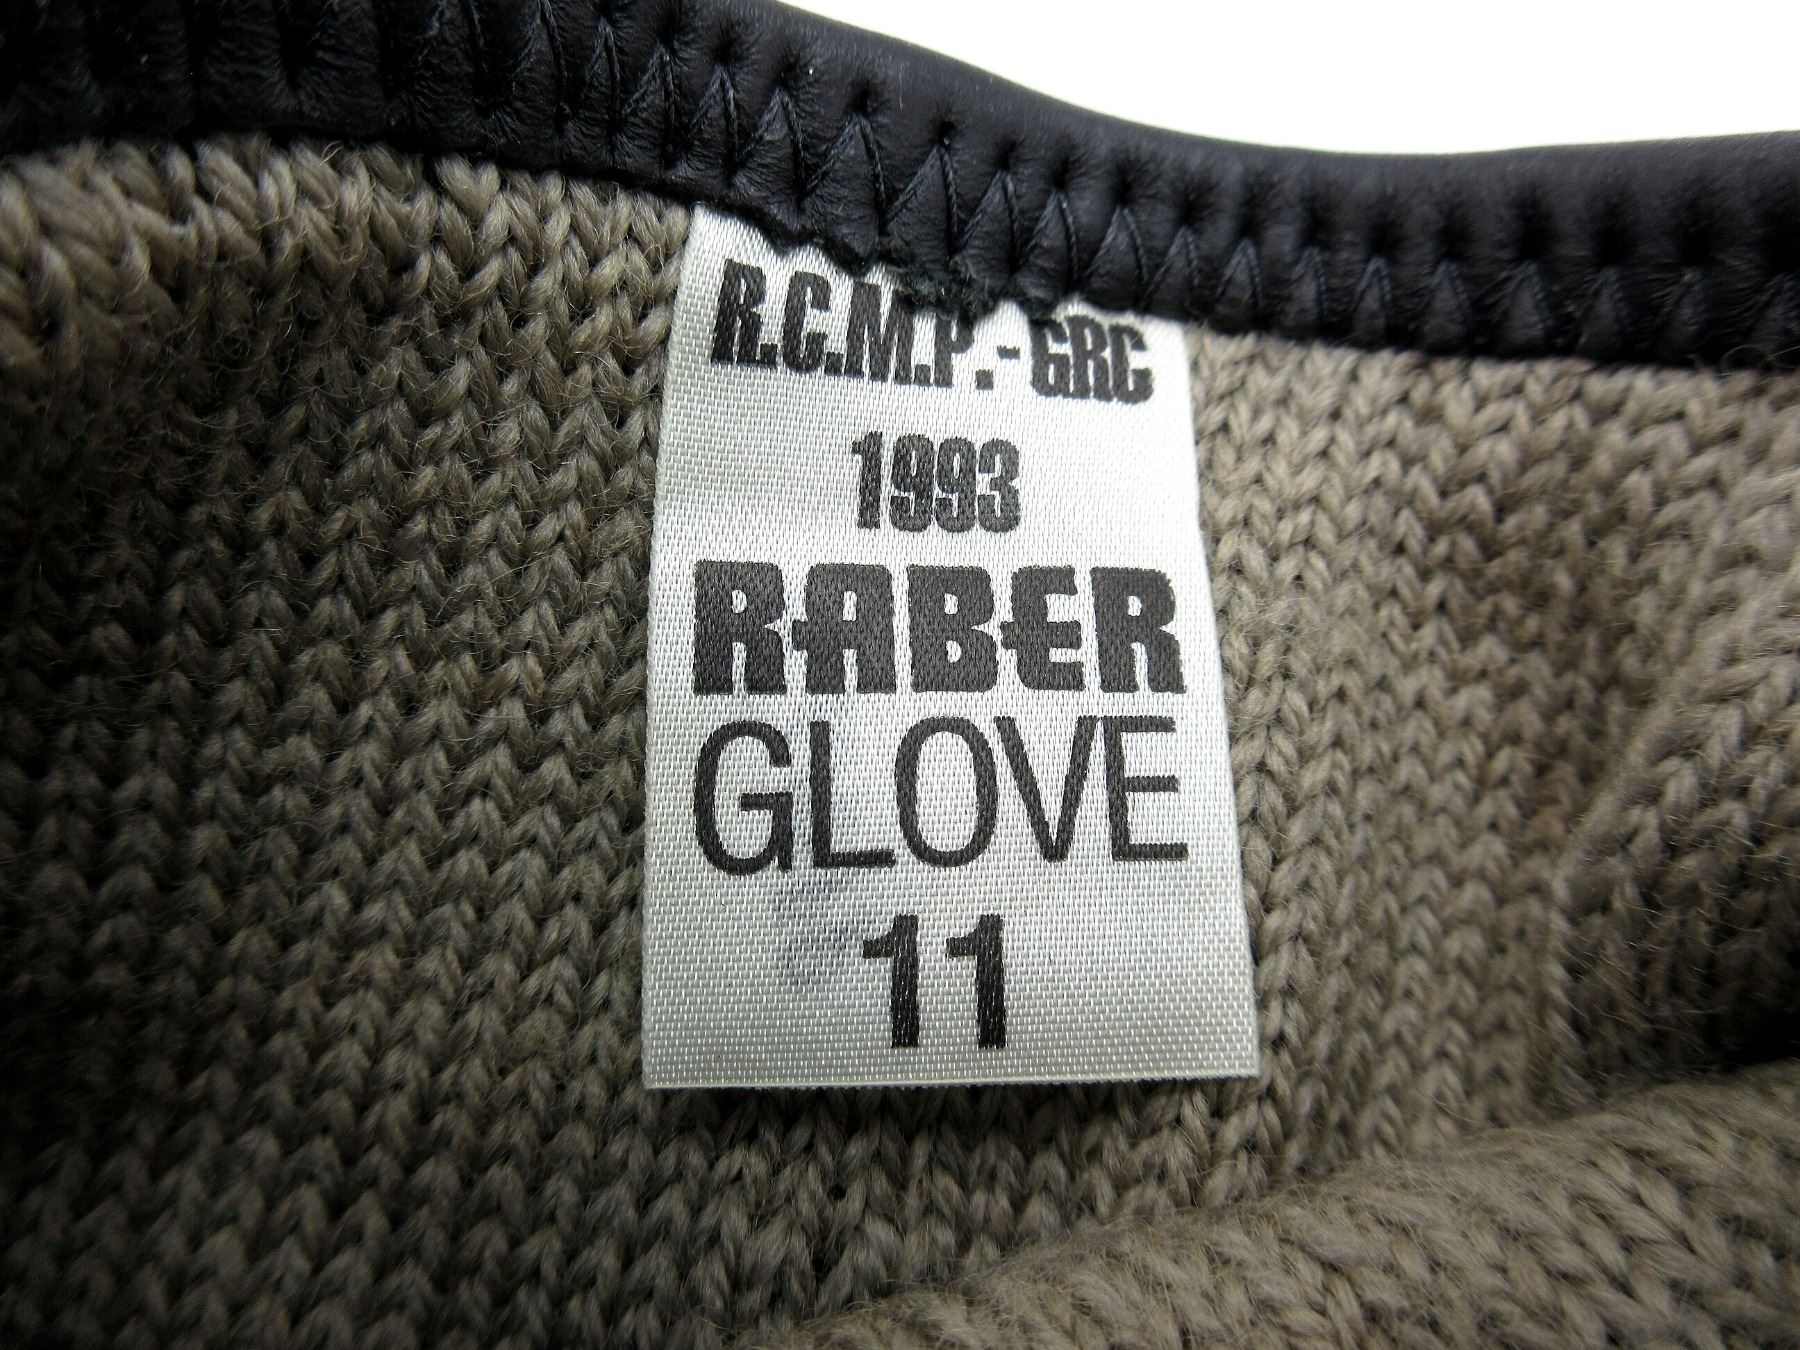 R.C.M.P.-GRC
1993
RABER
GLOVE
11